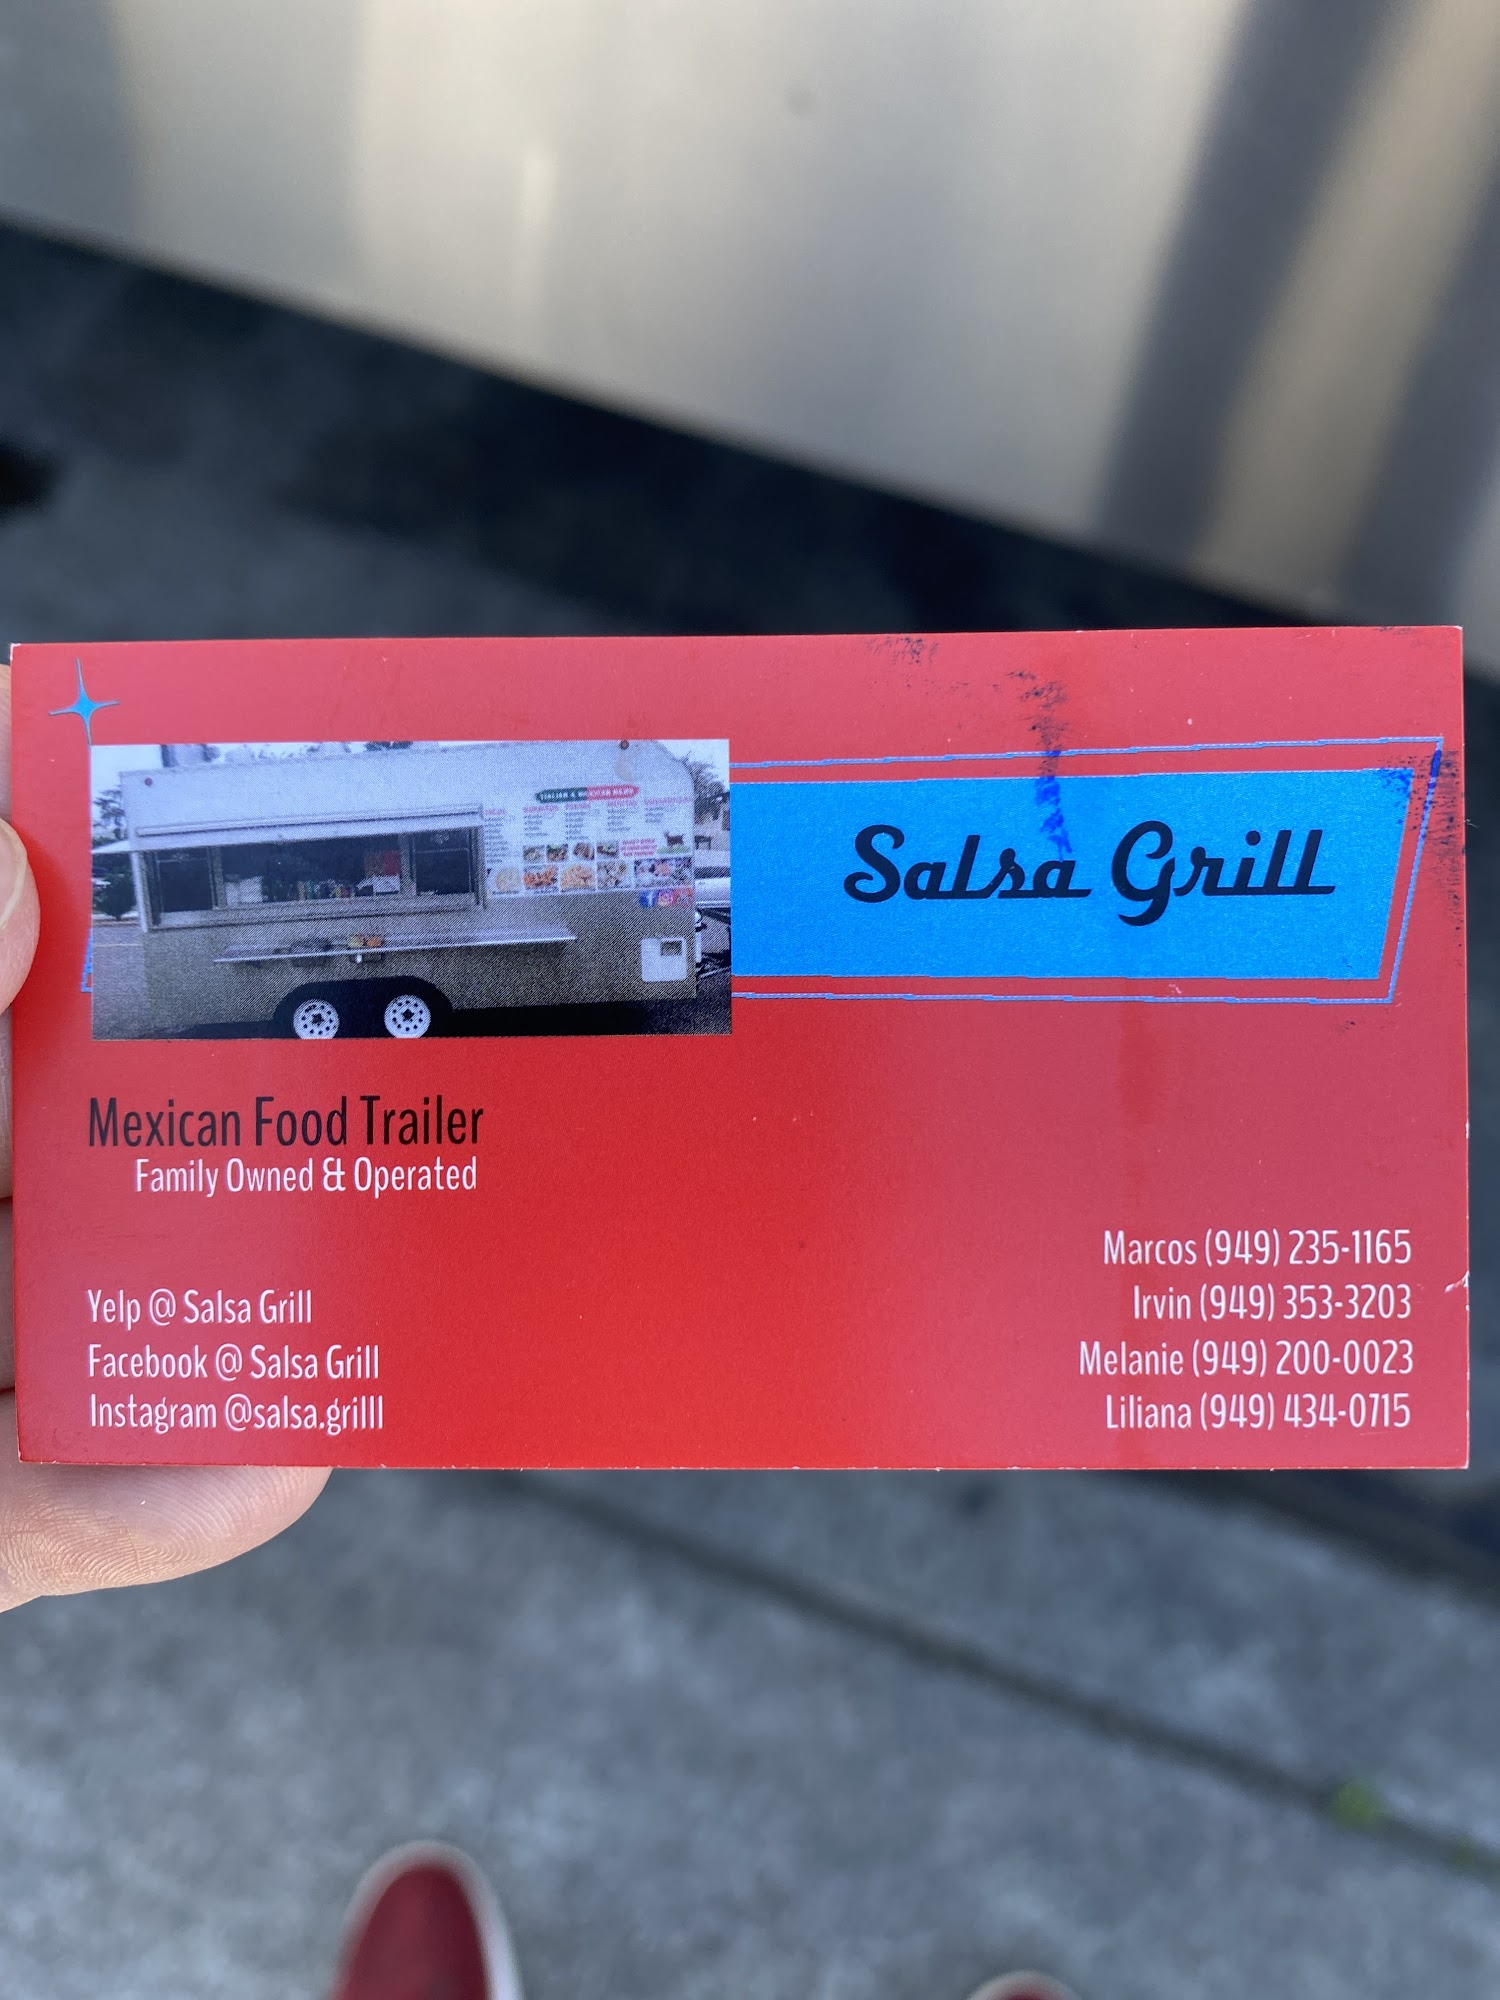 Salsa Grill
Mexican Food Trailer
Family Owned & Operated
Yelp @ Salsa Grill
Facebook @ Salsa Grill
Instagram @salsa.grilll
Marcos (949) 235-1165
Irvin (949) 353-3203
Melanie (949) 200-0023
Liliana (949) 434-0715